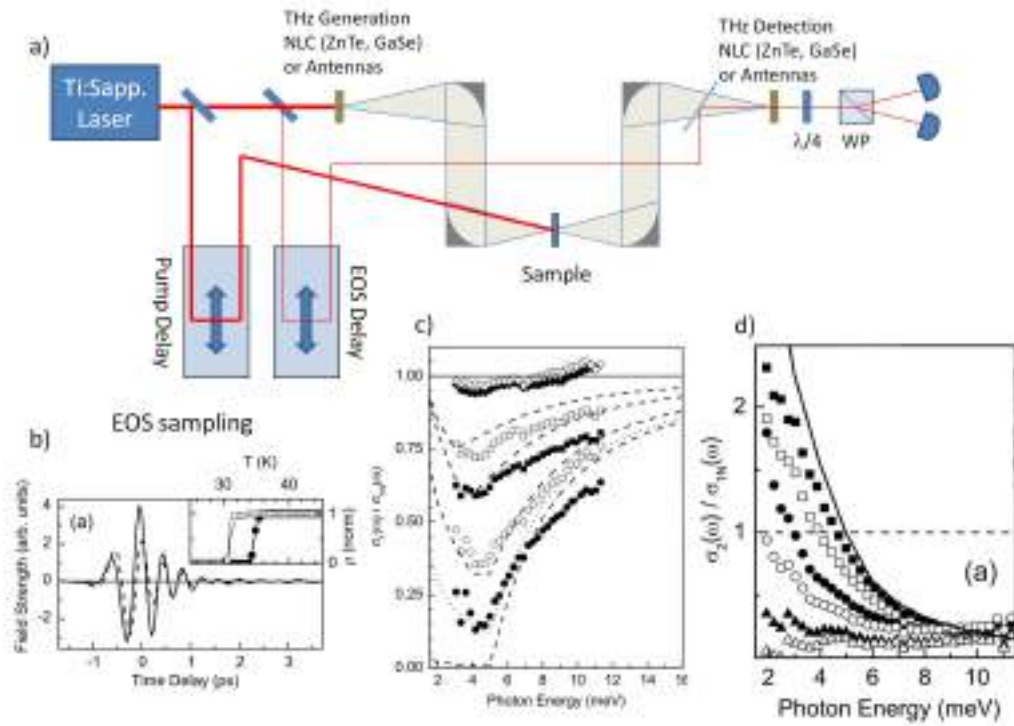 a)
Ti:Sapp.
Laser
THz Generation
NLC (ZnTe, GaSe)
or Antennas
THz Detection
NLC (ZnTe, GaSe)
or Antennas
λ/4
WP
Sample
Pump Delay
EOS Delay
EOS sampling
b)
T (K)
30
40
(a)
1
0
Field Strength (arb. units)
4
2
0
-2
-1
0
1
2
3
Time Delay (ps)
c)
1.00
0.75
0.50
0.25
0.00
2
4
6
8
10
12
14
16
Photon Energy (meV)
d)
σ₂(ω) / σ₁N(ω)
2
1
(a)
2
4
6
8
10
Photon Energy (meV)